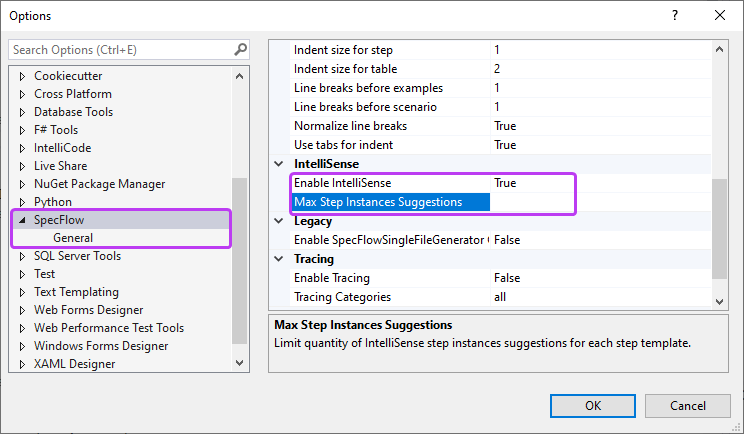 Options
Search Options (Ctrl+E)
Cookiecutter
Cross Platform
Database Tools
F# Tools
IntelliCode
Live Share
NuGet Package Manager
Python
SpecFlow
General
SQL Server Tools
Test
Text Templating
Web Forms Designer
Web Performance Test Tools
Windows Forms Designer
XAML Designer
Indent size for step 1
Indent size for table 2
Line breaks before examples 1
Line breaks before scenario 1
Normalize line breaks True
Use tabs for indent True
IntelliSense
Enable IntelliSense True
Max Step Instances Suggestions
Legacy
Enable SpecFlowSingleFileGenerator False
Tracing
Enable Tracing False
Tracing Categories all
Max Step Instances Suggestions
Limit quantity of IntelliSense step instances suggestions for each step template.
OK Cancel